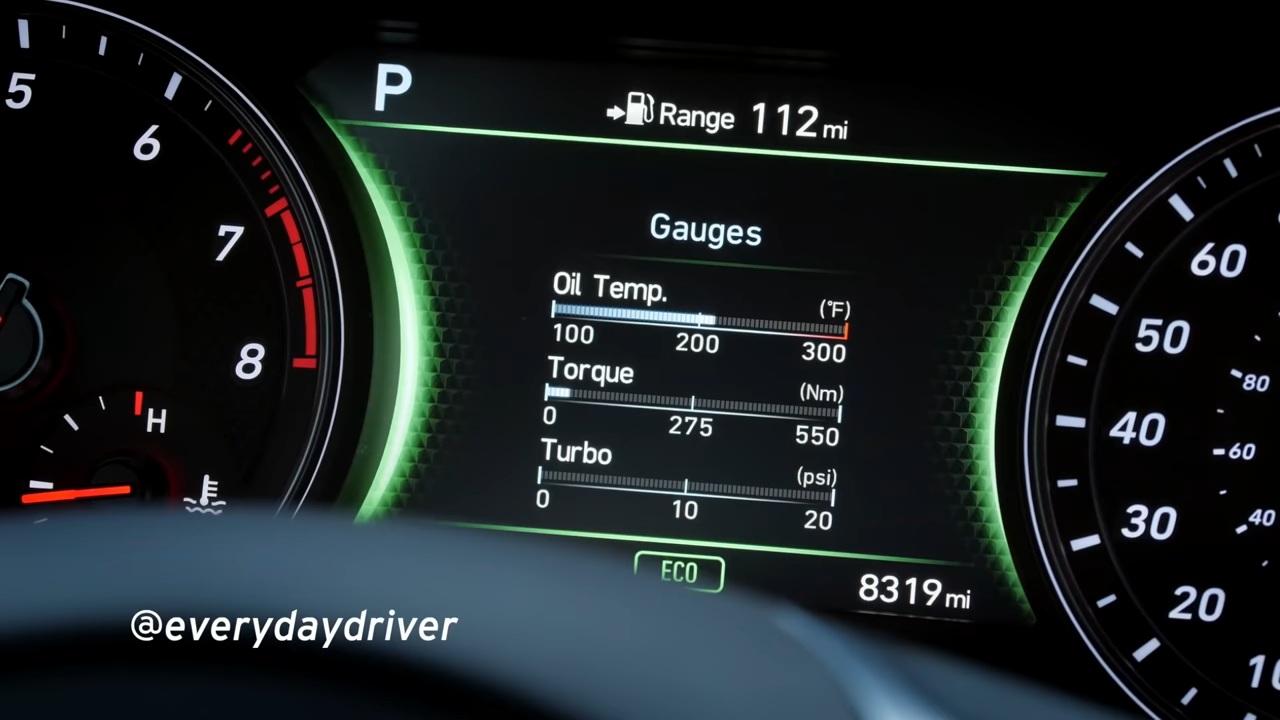 P
Range 112 mi
Gauges
Oil Temp. (°F)
100 200 300
Torque (Nm)
0 275 550
Turbo (psi)
0 10 20
ECO
8319 mi
5
6
7
8
H
60
50
40
30
20
10
80
60
40
@everydaydriver